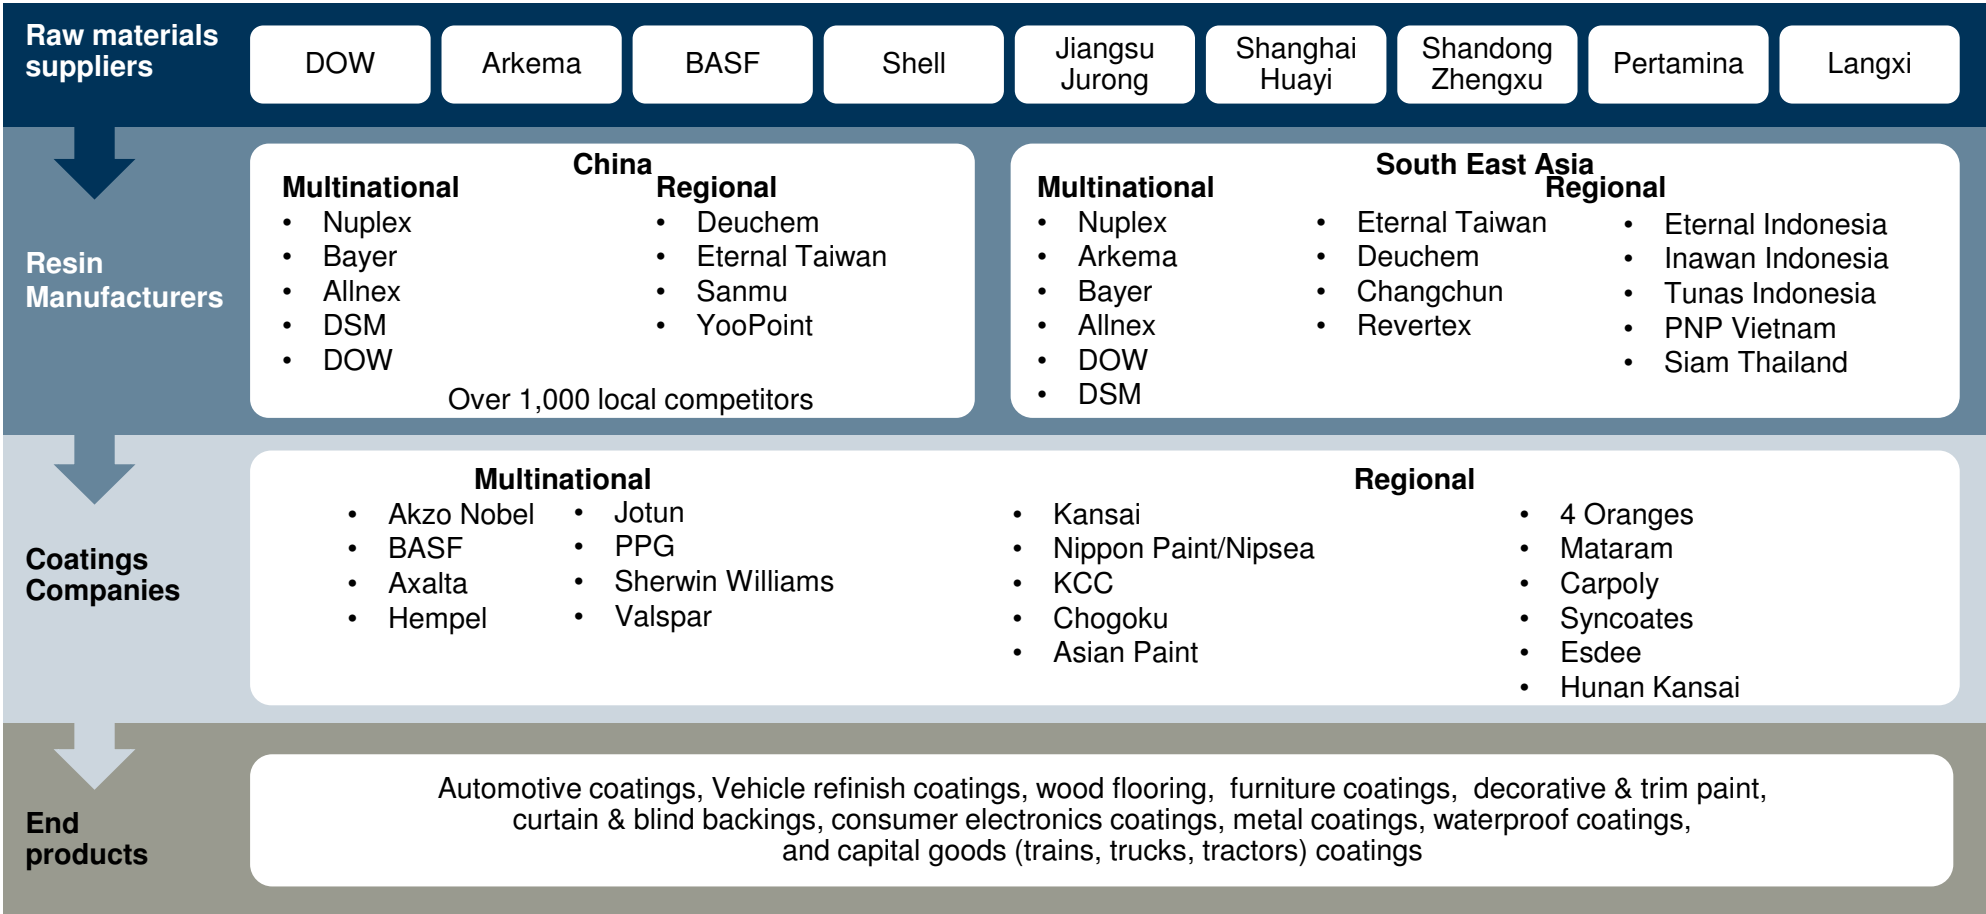 Raw materials
suppliers
DOW
Arkema
BASF
Shell
Jiangsu
Jurong
Shanghai
Huayi
Shandong
Zhengxu
Pertamina
Langxi
Resin
Manufacturers
China
Multinational
• Nuplex
• Bayer
• Allnex
• DSM
• DOW
Regional
• Deuchem
• Eternal Taiwan
• Sanmu
• YooPoint
Over 1,000 local competitors
South East Asia
Multinational
• Nuplex
• Arkema
• Bayer
• Allnex
• DOW
• DSM
Regional
• Eternal Taiwan
• Deuchem
• Changchun
• Revertex
• Eternal Indonesia
• Inawan Indonesia
• Tunas Indonesia
• PNP Vietnam
• Siam Thailand
Coatings
Companies
Multinational
• Akzo Nobel
• BASF
• Axalta
• Hempel
• Jotun
• PPG
• Sherwin Williams
• Valspar
Regional
• Kansai
• Nippon Paint/Nipsea
• KCC
• Chogoku
• Asian Paint
• 4 Oranges
• Mataram
• Carpoly
• Syncoates
• Esdee
• Hunan Kansai
End
products
Automotive coatings, Vehicle refinish coatings, wood flooring, furniture coatings, decorative & trim paint,
curtain & blind backings, consumer electronics coatings, metal coatings, waterproof coatings,
and capital goods (trains, trucks, tractors) coatings